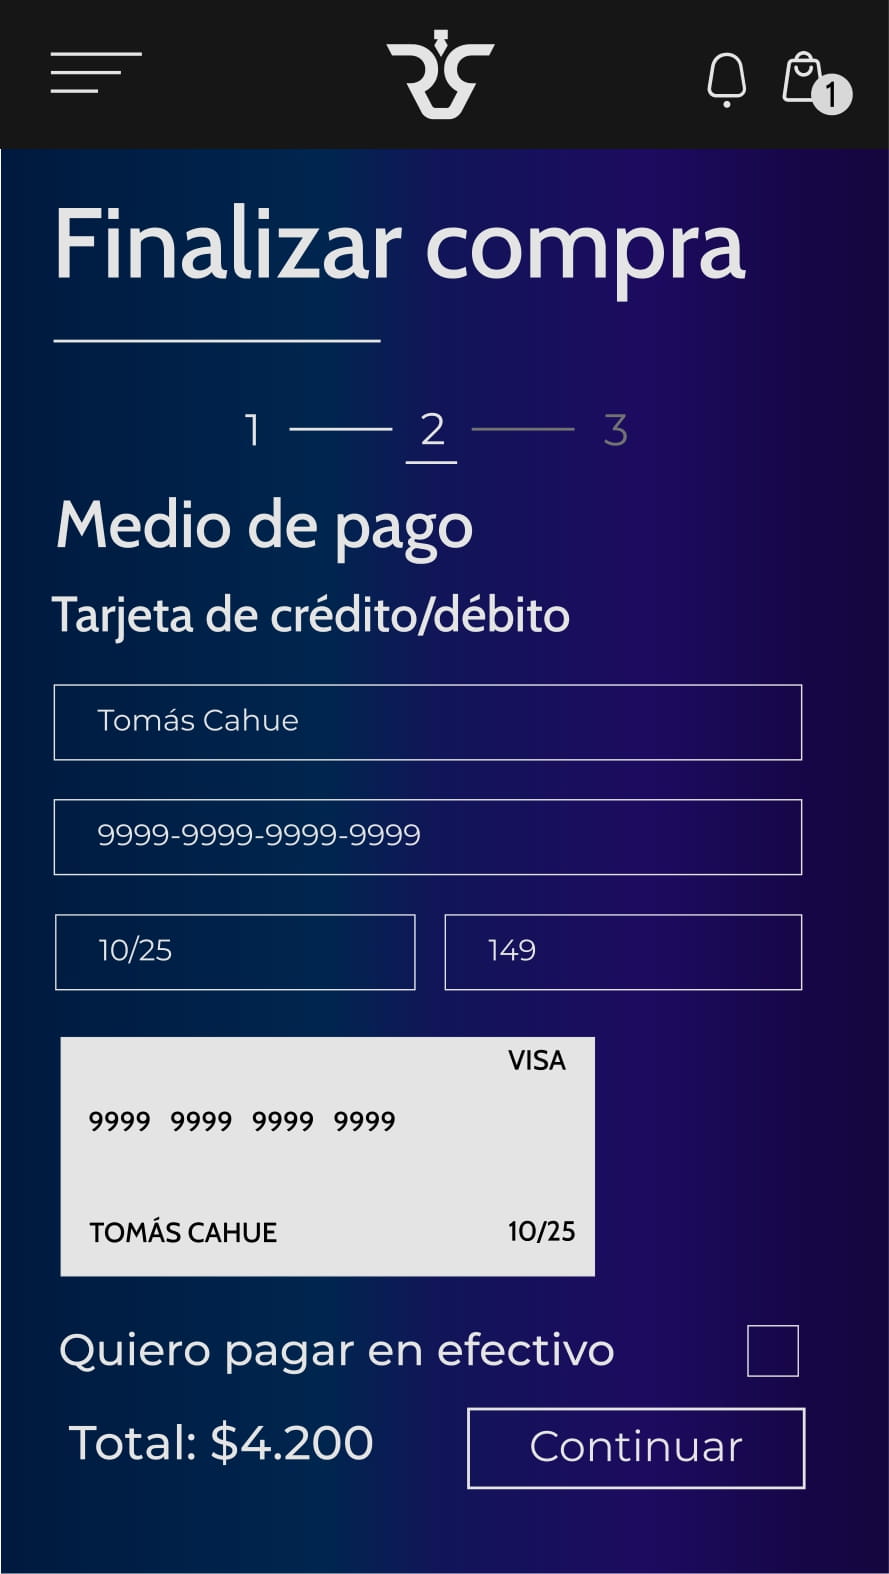 1
Finalizar compra
1 2 3
Medio de pago
Tarjeta de crédito/débito
Tomás Cahue
9999-9999-9999-9999
10/25 149
VISA
9999 9999 9999 9999
TOMÁS CAHUE 10/25
Quiero pagar en efectivo
Total: $4.200 Continuar